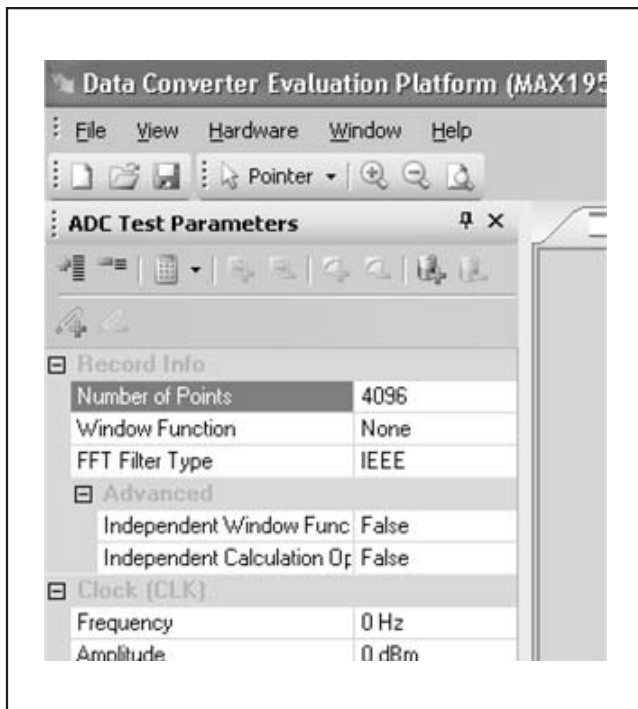 Data Converter Evaluation Platform (MAX195
File View Hardware Window Help
Pointer
ADC Test Parameters
Record Info
Number of Points 4096
Window Function None
FFT Filter Type IEEE
Advanced
Independent Window Func False
Independent Calculation Op False
Clock (CLK)
Frequency 0 Hz
Amplitude 0 dBm